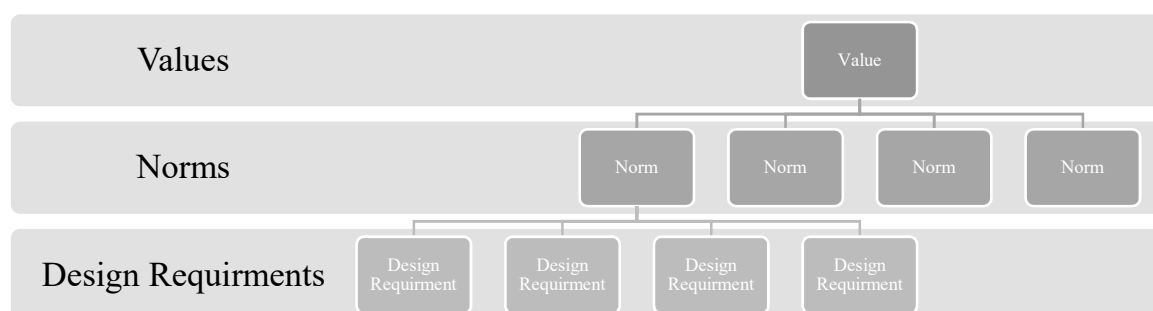 Values
Value
Norms
Norm
Norm
Norm
Norm
Design Requirments
Design
Requirment
Design
Requirment
Design
Requirment
Design
Requirment